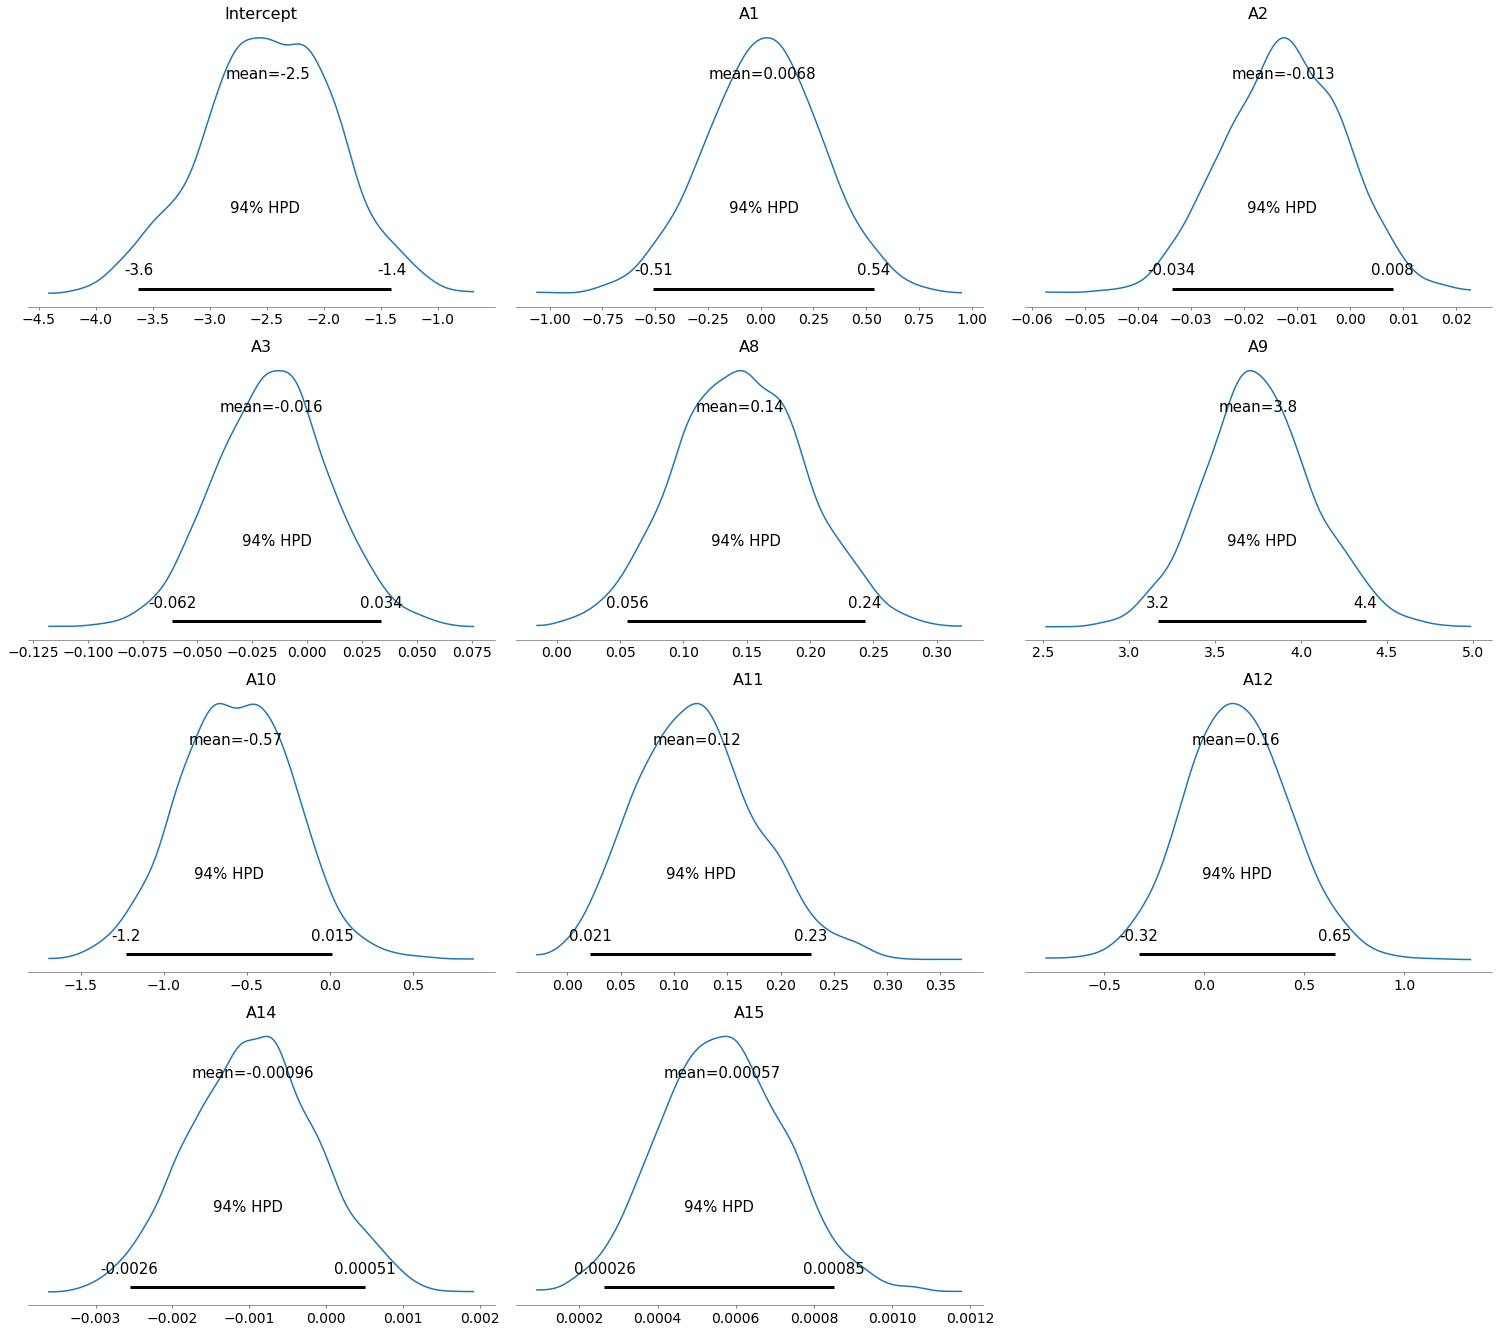 Intercept
mean=-2.5
94% HPD
-3.6 -1.4
−4.5 −4.0 −3.5 −3.0 −2.5 −2.0 −1.5 −1.0
A1
mean=0.0068
94% HPD
-0.51 0.54
−1.00 −0.75 −0.50 −0.25 0.00 0.25 0.50 0.75 1.00
A2
mean=-0.013
94% HPD
-0.034 0.008
−0.06 −0.05 −0.04 −0.03 −0.02 −0.01 0.00 0.01 0.02
A3
mean=-0.016
94% HPD
-0.062 0.034
−0.125 −0.100 −0.075 −0.050 −0.025 0.000 0.025 0.050 0.075
A8
mean=0.14
94% HPD
0.056 0.24
0.00 0.05 0.10 0.15 0.20 0.25 0.30
A9
mean=3.8
94% HPD
3.2 4.4
2.5 3.0 3.5 4.0 4.5 5.0
A10
mean=-0.57
94% HPD
-1.2 0.015
−1.5 −1.0 −0.5 0.0 0.5
A11
mean=0.12
94% HPD
0.021 0.23
0.00 0.05 0.10 0.15 0.20 0.25 0.30 0.35
A12
mean=0.16
94% HPD
-0.32 0.65
−0.5 0.0 0.5 1.0
A14
mean=-0.00096
94% HPD
-0.0026 0.00051
−0.003 −0.002 −0.001 0.000 0.001 0.002
A15
mean=0.00057
94% HPD
0.00026 0.00085
0.0002 0.0004 0.0006 0.0008 0.0010 0.0012